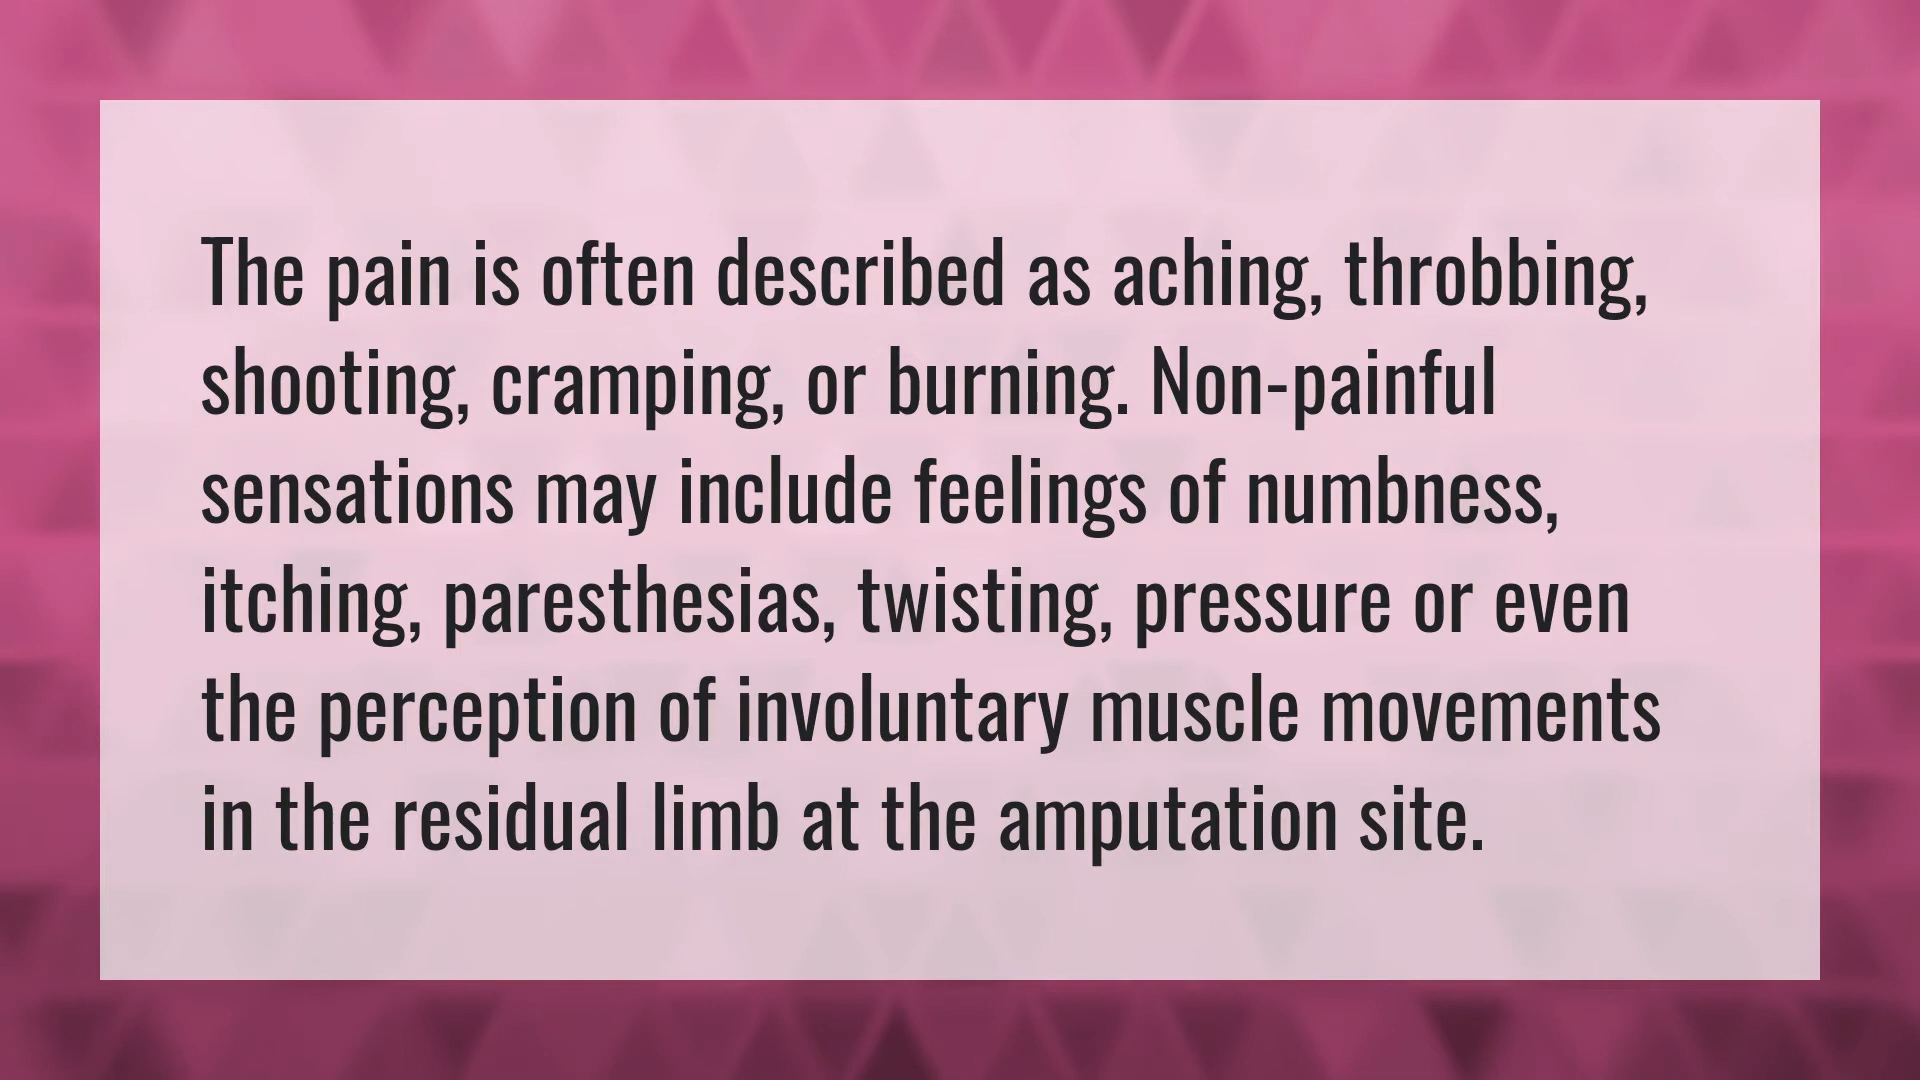 The pain is often described as aching, throbbing,
shooting, cramping, or burning. Non-painful
sensations may include feelings of numbness,
itching, paresthesias, twisting, pressure or even
the perception of involuntary muscle movements
in the residual limb at the amputation site.